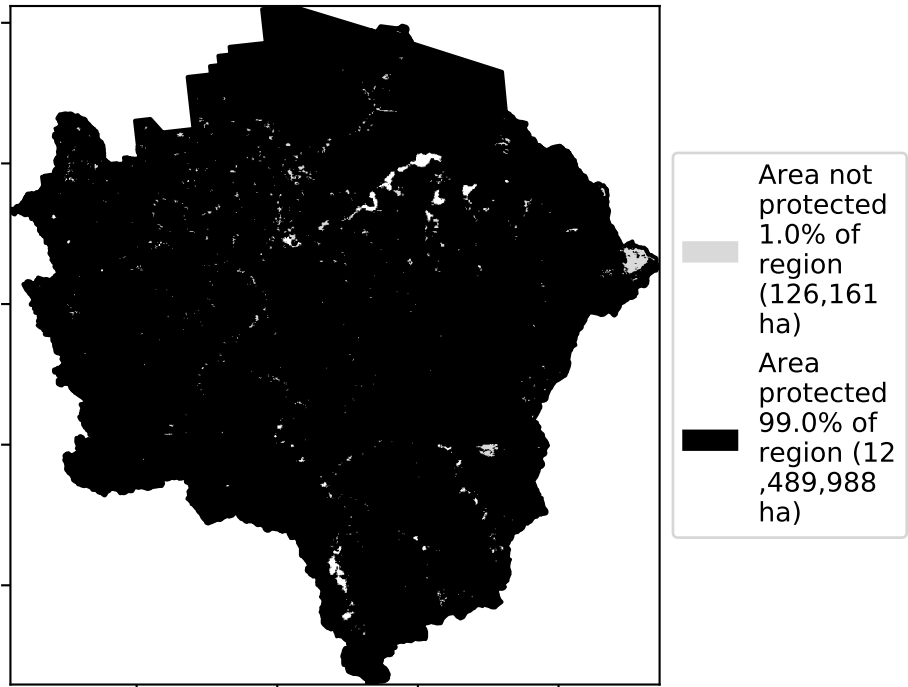 Area not
protected
1.0% of
region
(126,161
ha)
Area
protected
99.0% of
region (12
,489,988
ha)